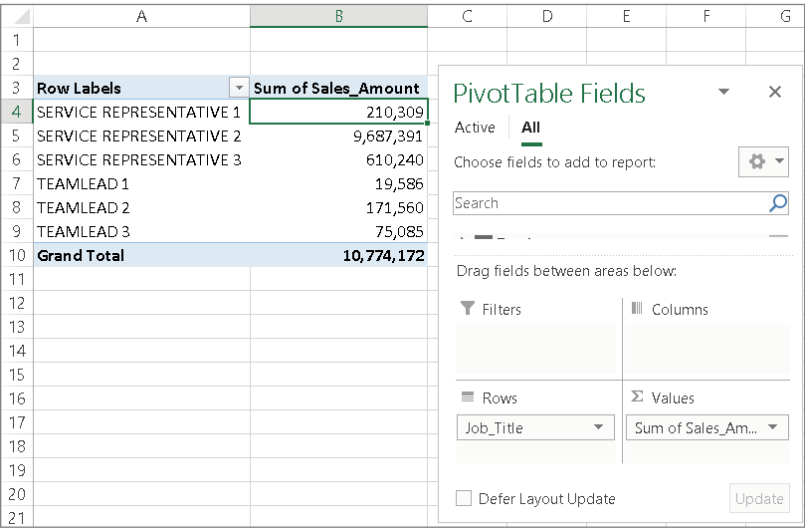 A B C D E F G
1
2
3 Row Labels Sum of Sales_Amount
4 SERVICE REPRESENTATIVE 1 210,309
5 SERVICE REPRESENTATIVE 2 9,687,391
6 SERVICE REPRESENTATIVE 3 610,240
7 TEAMLEAD 1 19,586
8 TEAMLEAD 2 171,560
9 TEAMLEAD 3 75,085
10 Grand Total 10,774,172
11
12
13
14
15
16
17
18
19
20
21
PivotTable Fields
Active All
Choose fields to add to report:
Search
Drag fields between areas below:
Filters Columns
Rows Σ Values
Job_Title Sum of Sales_Am...
Defer Layout Update Update